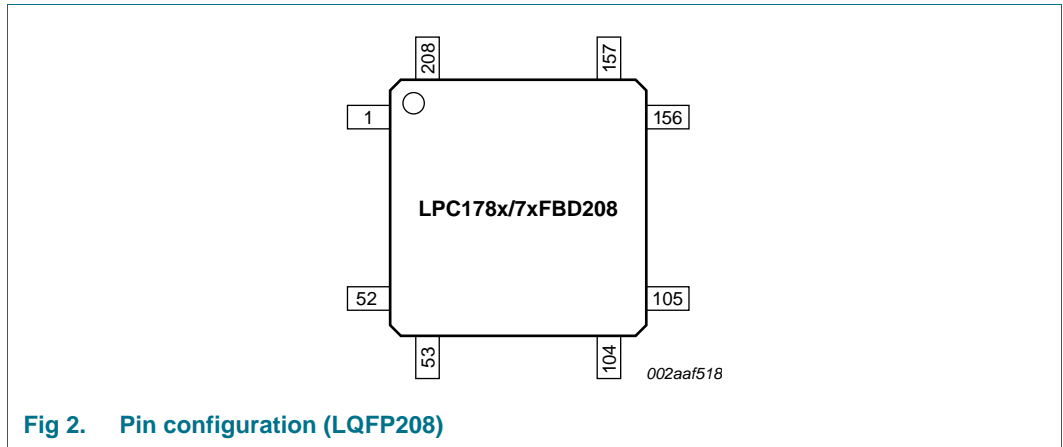 208
157
1
156
LPC178x/7xFBD208
52
105
53
104
002aaf518
Fig 2. Pin configuration (LQFP208)